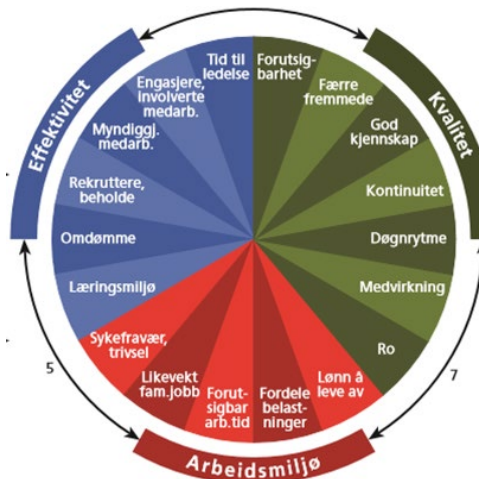 Effektivitet
Kvalitet
Arbeidsmiljø
Tid til
ledelse
Forutsig-
barhet
Færre
fremmede
God
kjennskap
Kontinuitet
Døgnrytme
Medvirkning
Ro
Lønn å
leve av
Fordele
belast-
ninger
Forut-
sigbar
arb.tid
Likevekt
fam.jobb
Sykefravær,
trivsel
Læringsmiljø
Omdømme
Rekruttere,
beholde
Myndiggj.
medarb.
Engasjere,
involverte
medarb.
5
7